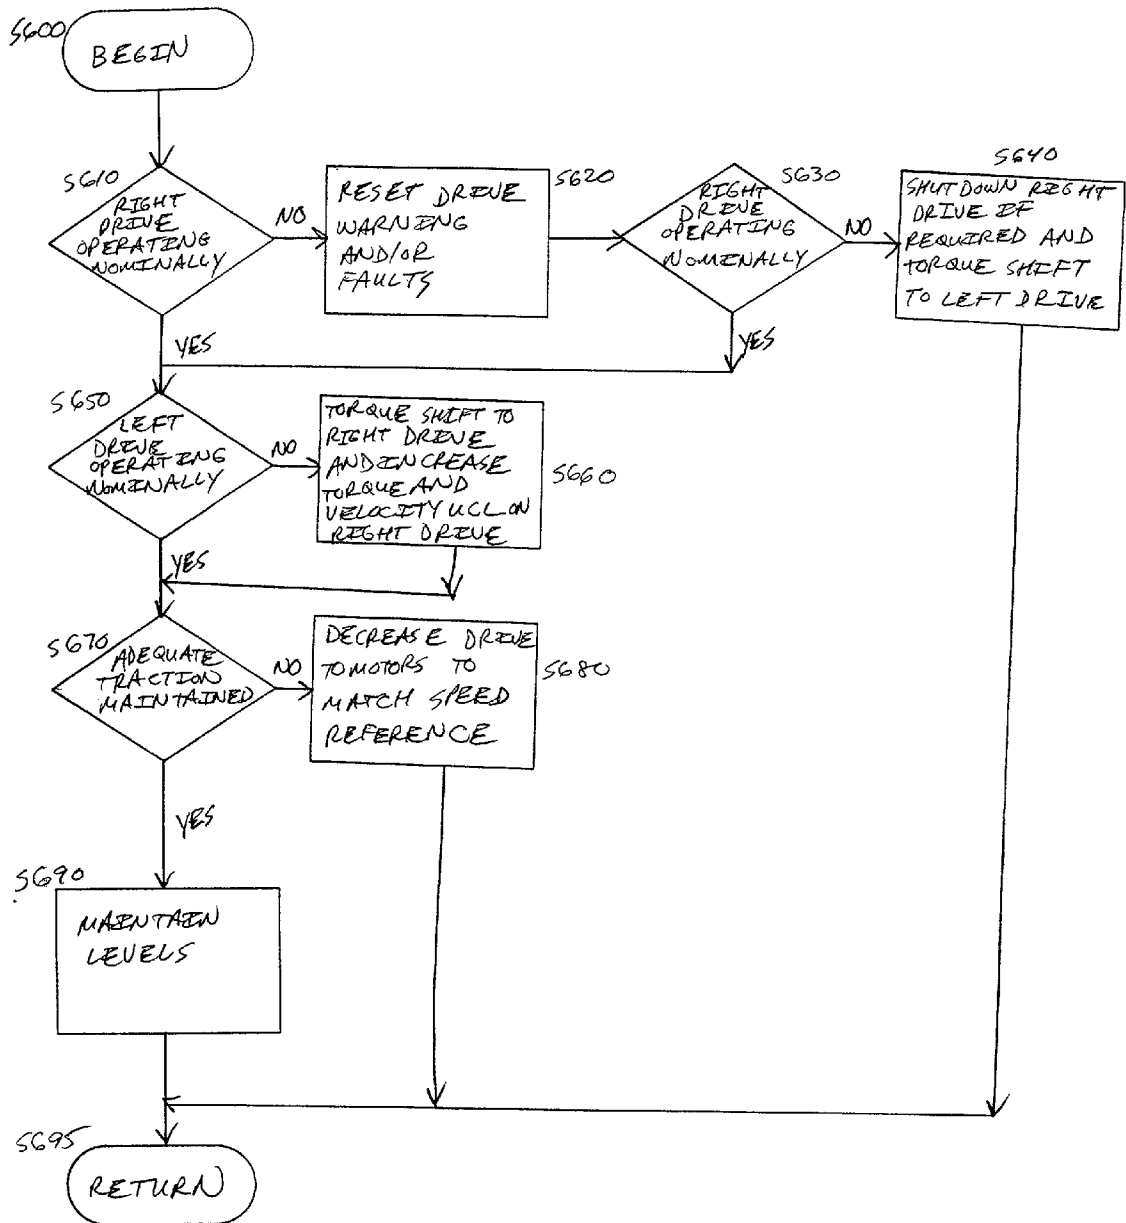 S600
BEGIN
S610
RIGHT
DRIVE
OPERATING
NOMINALLY
NO
RESET DRIVE
WARNING
AND/OR
FAULTS
S620
RIGHT
DRIVE
OPERATING
NOMINALLY
S630
NO
S640
SHUTDOWN RIGHT
DRIVE IF
REQUIRED AND
TORQUE SHIFT
TO LEFT DRIVE
YES
YES
S650
LEFT
DRIVE
OPERATING
NOMINALLY
NO
TORQUE SHIFT TO
RIGHT DRIVE
AND INCREASE
TORQUE AND
VELOCITY UCL ON
RIGHT DRIVE
S660
YES
S670
ADEQUATE
TRACTION
MAINTAINED
NO
DECREASE DRIVE
TO MOTORS TO
MATCH SPEED
REFERENCE
S680
YES
S690
MAINTAIN
LEVELS
S695
RETURN